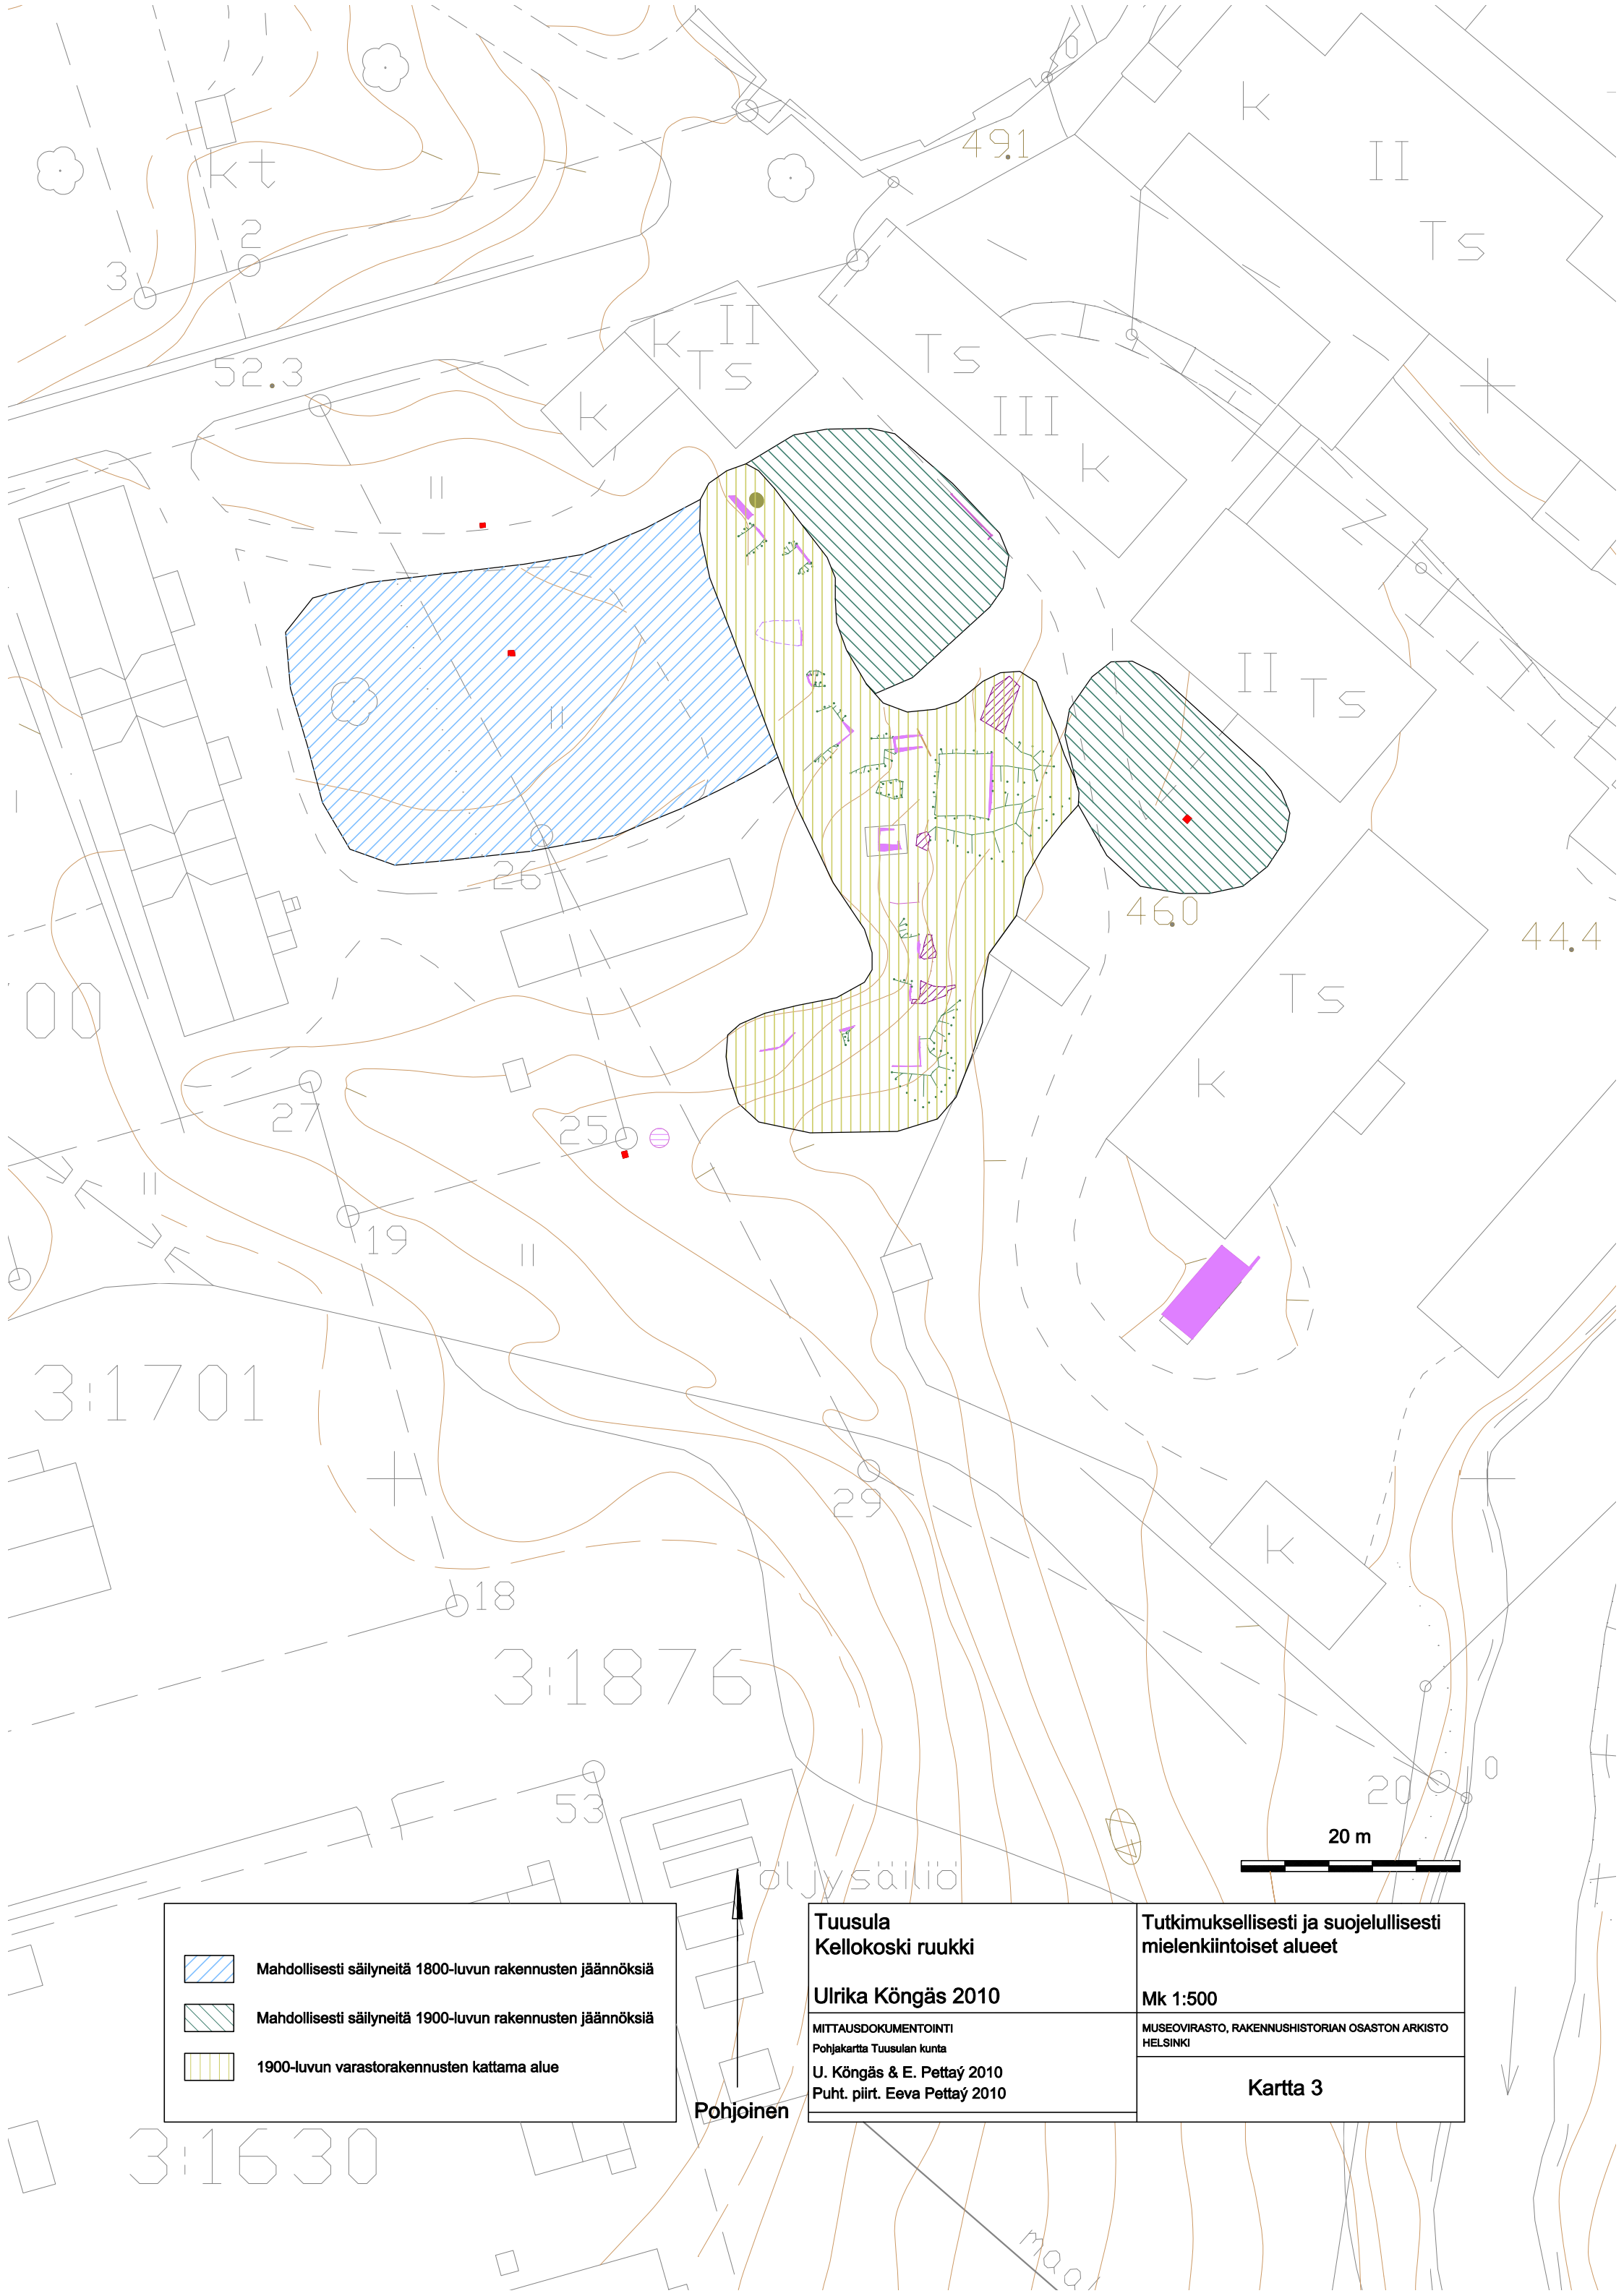 0
k
491
II
kt
Ts
2
3
k II
Ts
Ts
52.3
k
III
k
II
II
Ts
II
26
460
44.4
00
Ts
k
27
25
II
19
II
3:1701
29
k
18
3:1876
20
0
53
20 m
öljysäiliö
Mahdollisesti säilyneitä 1800-luvun rakennusten jäännöksiä
Mahdollisesti säilyneitä 1900-luvun rakennusten jäännöksiä
1900-luvun varastorakennusten kattama alue
Pohjoinen
Tuusula
Kellokoski ruukki
Ulrika Köngäs 2010
MITTAUSDOKUMENTOINTI
Pohjakartta Tuusulan kunta
U. Köngäs & E. Pettaý 2010
Puht. piirt. Eeva Pettaý 2010
Tutkimuksellisesti ja suojelullisesti
mielenkiintoiset alueet
Mk 1:500
MUSEOVIRASTO, RAKENNUSHISTORIAN OSASTON ARKISTO
HELSINKI
Kartta 3
3:1630